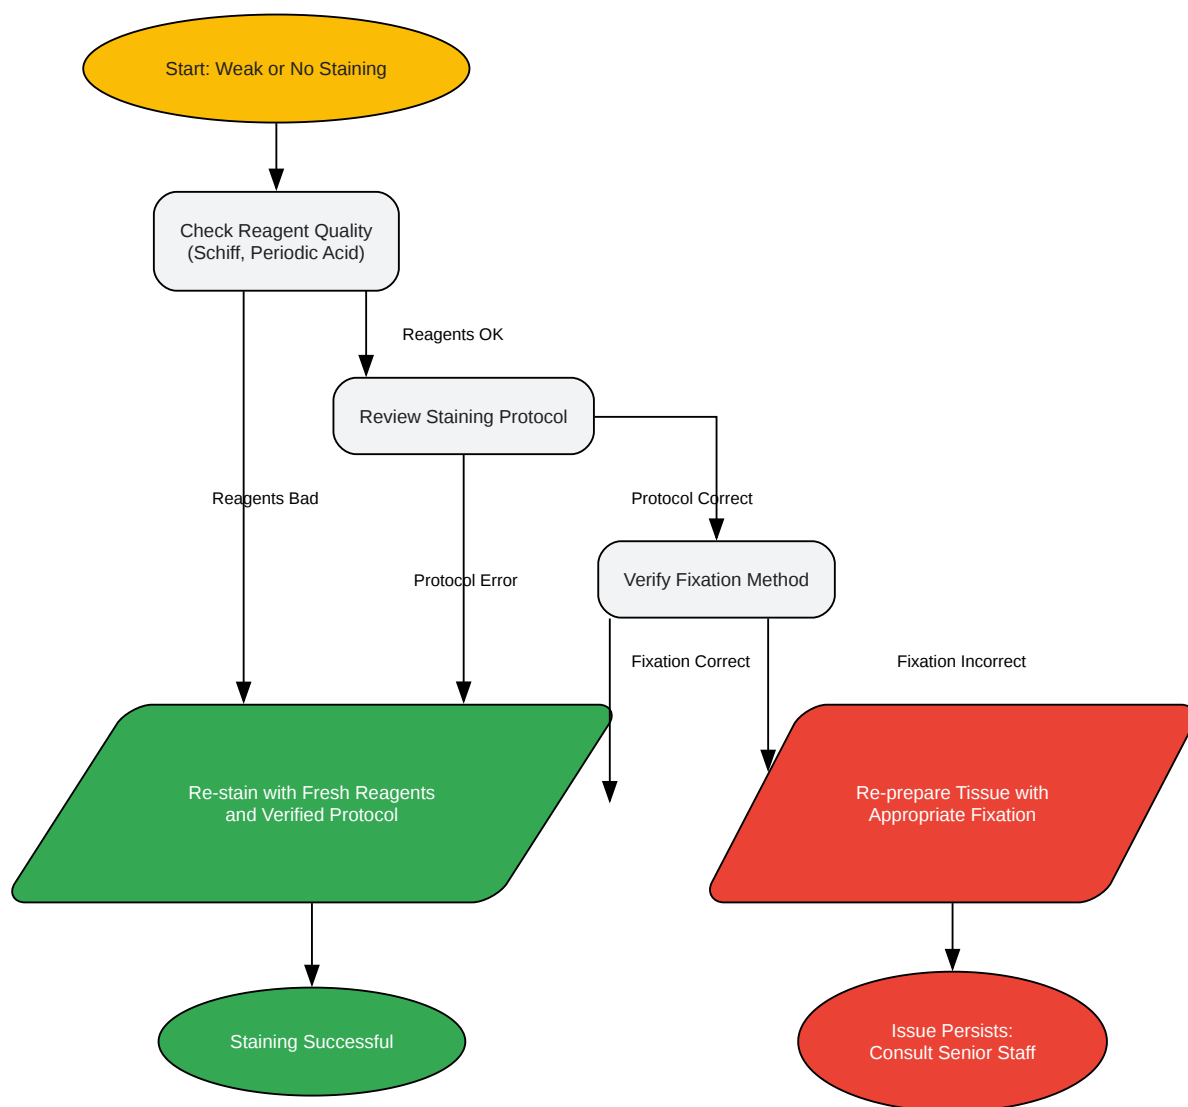 Start: Weak or No Staining
Check Reagent Quality
(Schiff, Periodic Acid)
Reagents OK
Review Staining Protocol
Reagents Bad
Protocol Correct
Protocol Error
Verify Fixation Method
Fixation Correct
Fixation Incorrect
Re-stain with Fresh Reagents
and Verified Protocol
Re-prepare Tissue with
Appropriate Fixation
Staining Successful
Issue Persists:
Consult Senior Staff